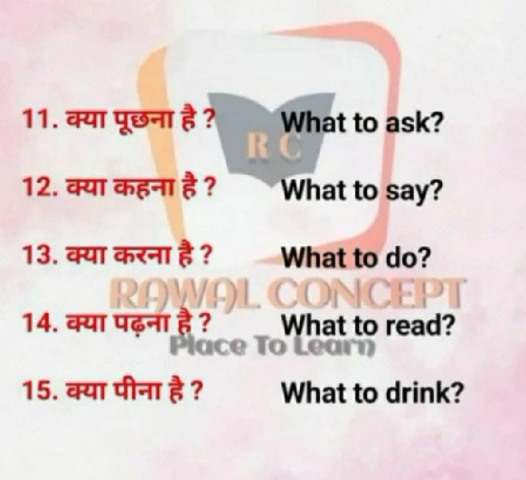 11. क्या पूछना है ? What to ask?
R C
12. क्या कहना है ? What to say?
13. क्या करना है ? What to do?
RAWAL CONCEPT
14. क्या पढ़ना है ? What to read?
Place To Learn
15. क्या पीना है ? What to drink?